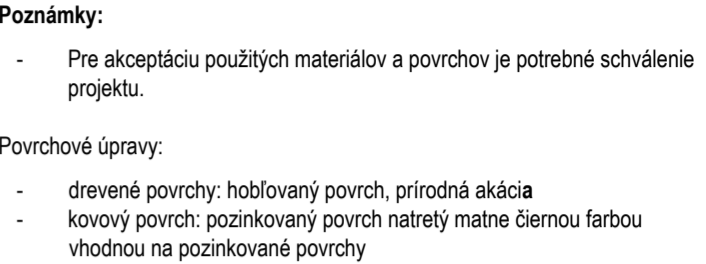 Poznámky:
- Pre akceptáciu použitých materiálov a povrchov je potrebné schválenie
projektu.
Povrchové úpravy:
- drevené povrchy: hobľovaný povrch, prírodná akácia
- kovový povrch: pozinkovaný povrch natretý matne čiernou farbou
vhodnou na pozinkované povrchy